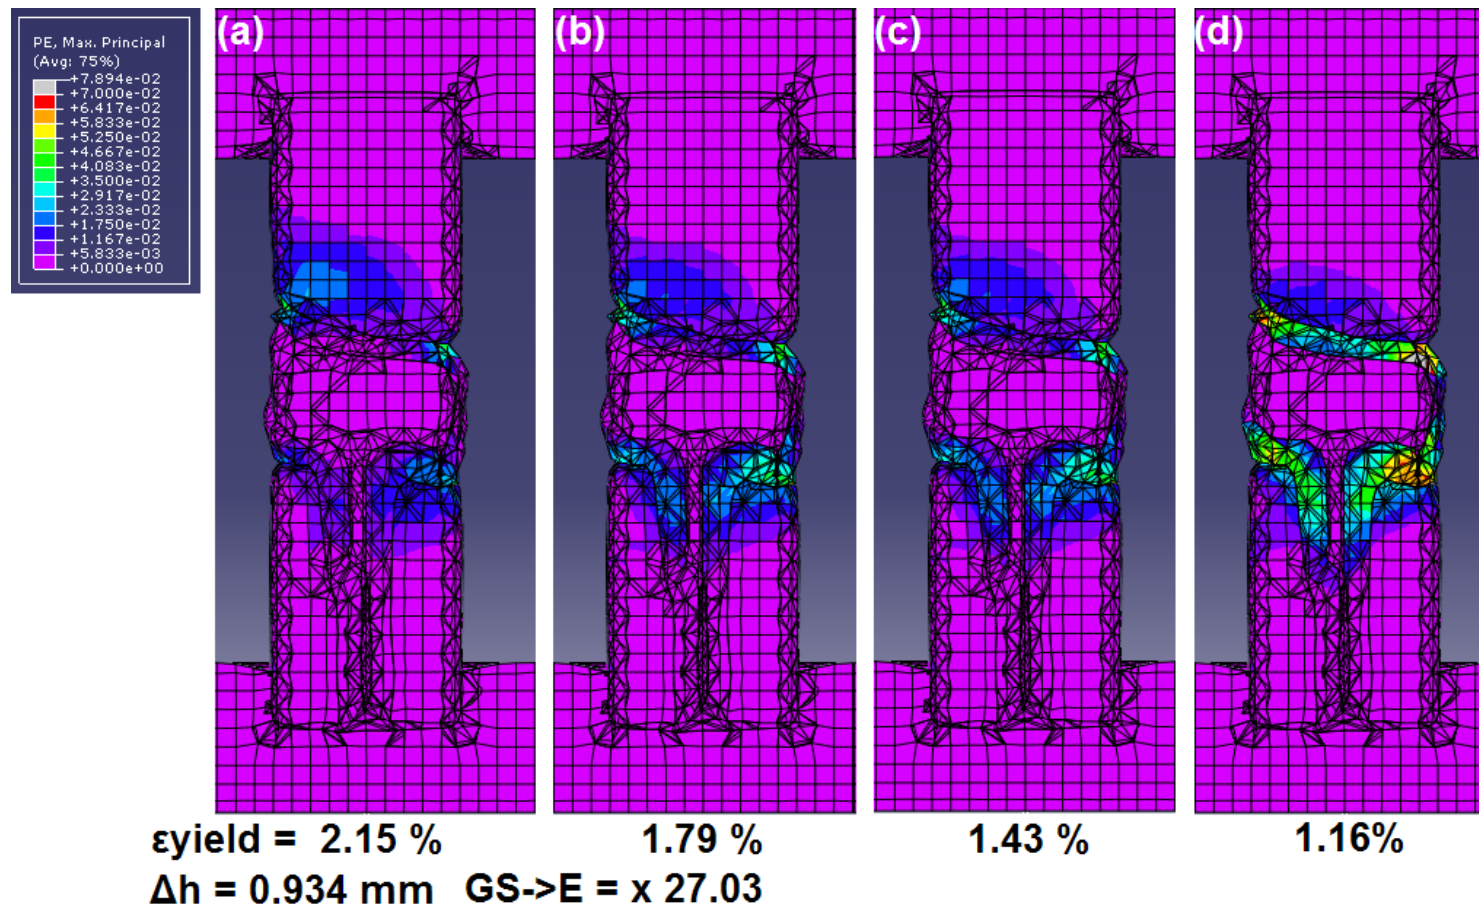 (a) (b) (c) (d)
PE, Max. Principal
(Avg: 75%)
+7.894e-02
+7.000e-02
+6.417e-02
+5.833e-02
+5.250e-02
+4.667e-02
+4.083e-02
+3.500e-02
+2.917e-02
+2.333e-02
+1.750e-02
+1.167e-02
+5.833e-03
+0.000e+00
εyield = 2.15 % 1.79 % 1.43 % 1.16%
Δh = 0.934 mm GS->E = x 27.03